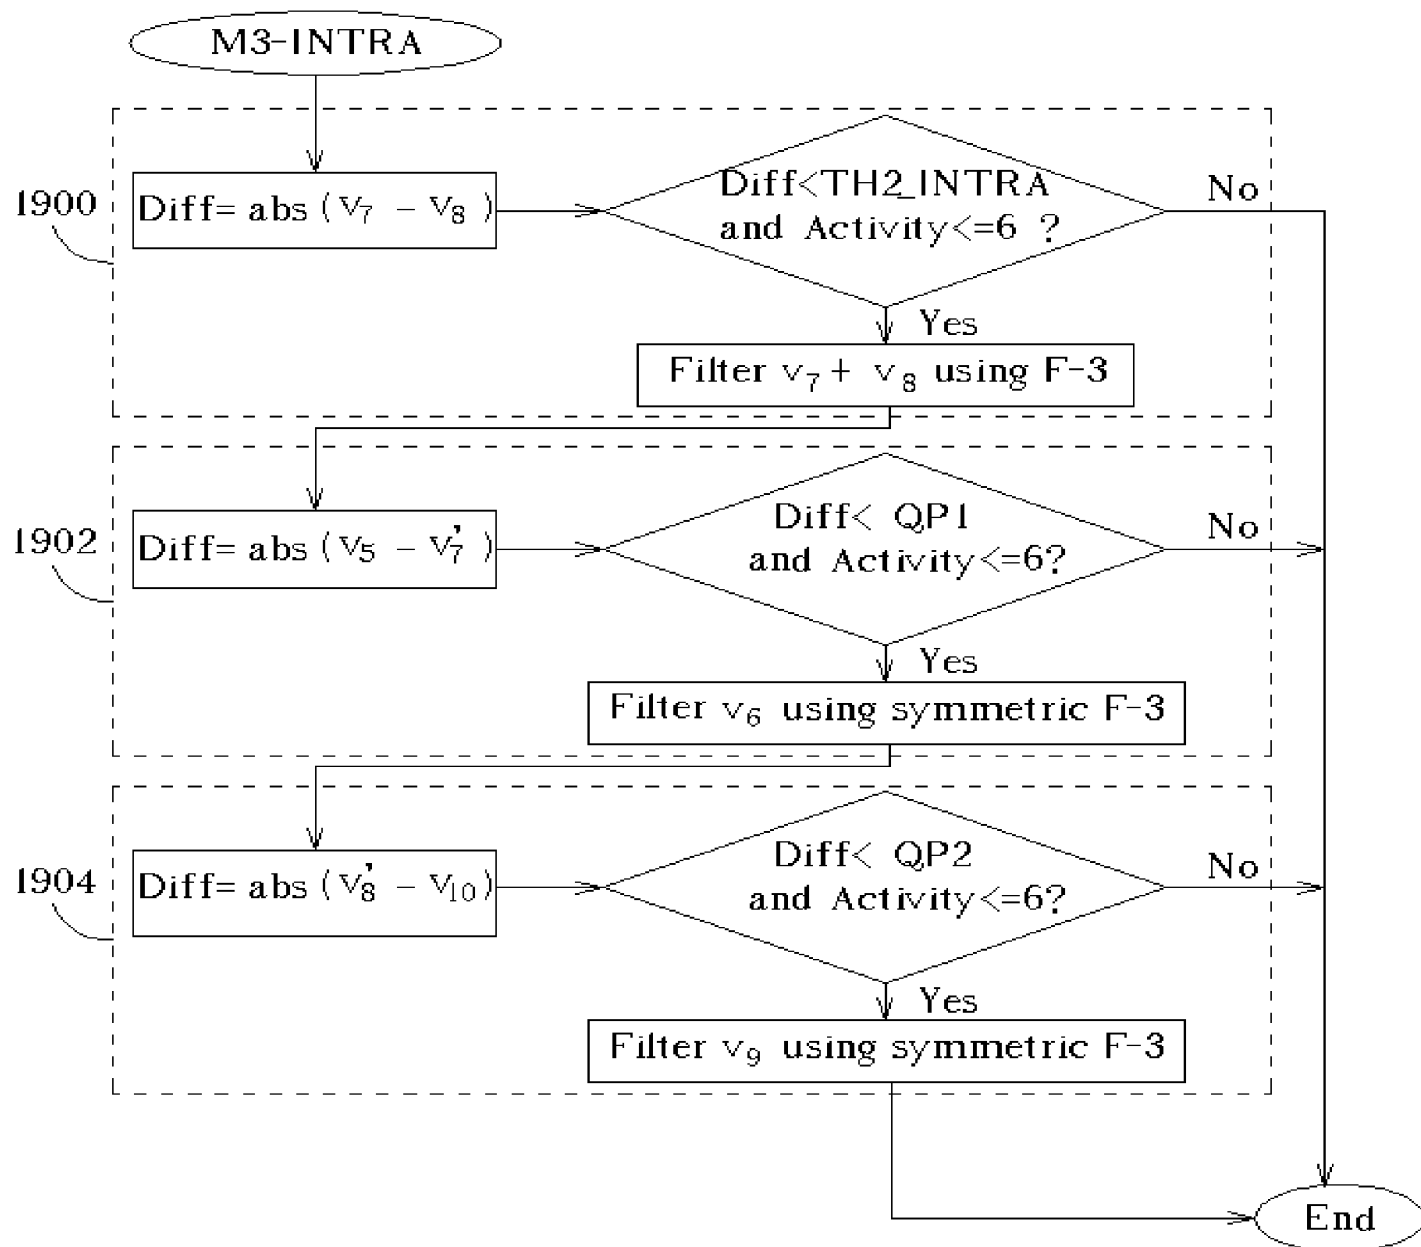 M3-INTRA
1900
Diff= abs (v₇ - v₈)
Diff<TH2_INTRA
and Activity<=6 ?
No
Yes
Filter v₇ + v₈ using F-3
1902
Diff= abs (v₅ - v₇')
Diff< QP1
and Activity<=6?
No
Yes
Filter v₆ using symmetric F-3
1904
Diff= abs (v₈' - v₁₀)
Diff< QP2
and Activity<=6?
No
Yes
Filter v₉ using symmetric F-3
End